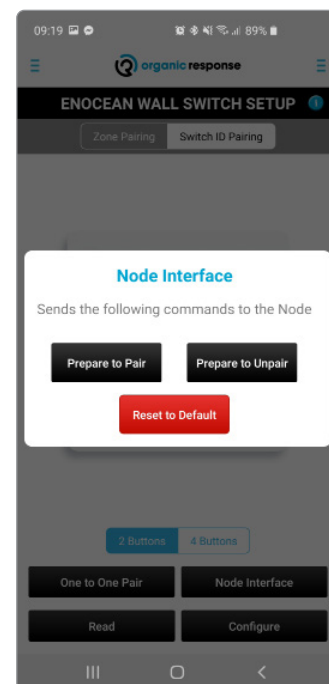 09:19 89%
organic response
ENOCEAN WALL SWITCH SETUP i
Zone Pairing Switch ID Pairing
Node Interface
Sends the following commands to the Node
Prepare to Pair Prepare to Unpair
Reset to Default
2 Buttons 4 Buttons
One to One Pair Node Interface
Read Configure